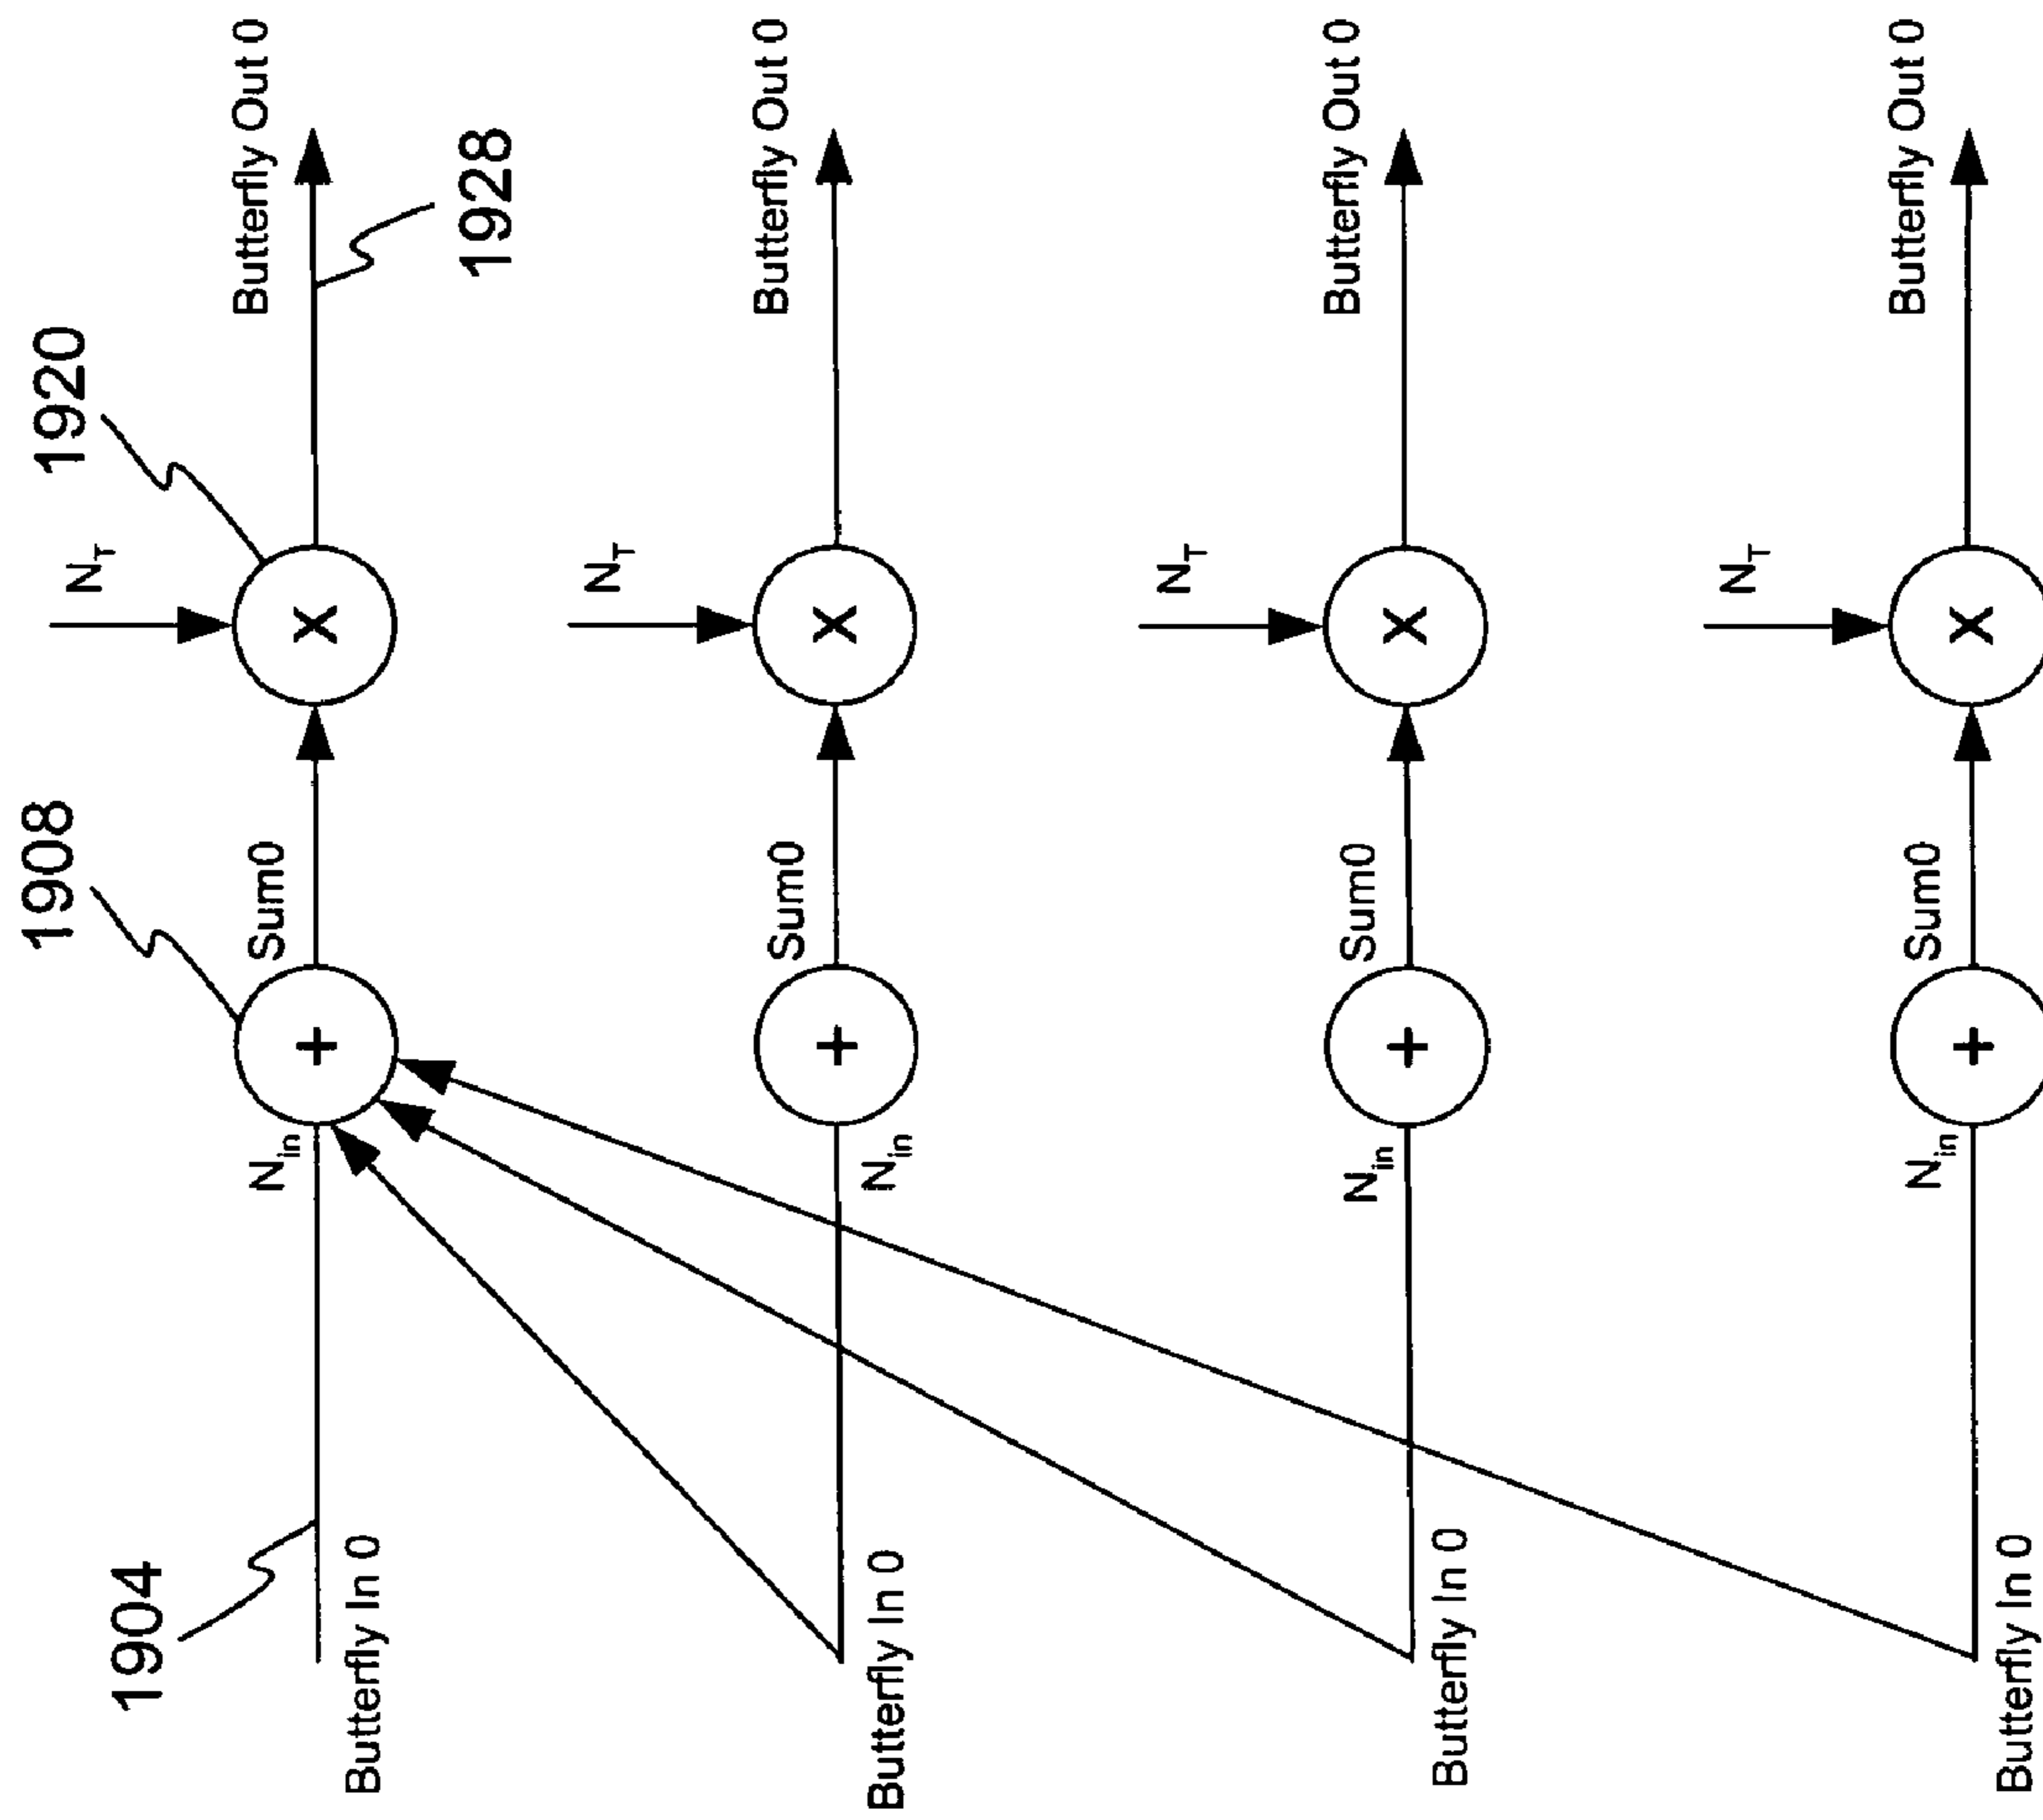 1904
Butterfly In 0
N_in
1908
Sum0
N_T
1920
Butterfly Out 0
1928
Butterfly In 0
N_in
Sum0
N_T
Butterfly Out 0
Butterfly In 0
N_in
Sum0
N_T
Butterfly Out 0
Butterfly In 0
N_in
Sum0
N_T
Butterfly Out 0
+
x
+
x
+
x
+
x